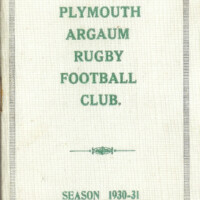 PLYMOUTH
ARGAUM
RUGBY
FOOTBALL
CLUB.
SEASON 1930-31